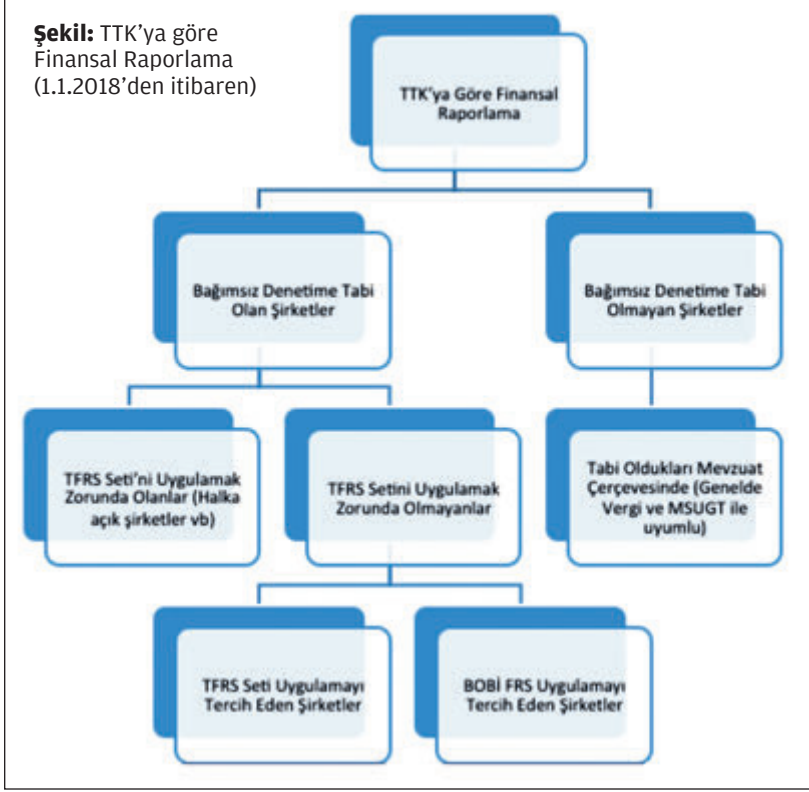 Şekil: TTK'ya göre
Finansal Raporlama
(1.1.2018'den itibaren)
TTK'ya Göre Finansal
Raporlama
Bağımsız Denetime Tabi
Olan Şirketler
Bağımsız Denetime Tabi
Olmayan Şirketler
TFRS Seti'ni Uygulamak
Zorunda Olanlar (Halka
açık şirketler vb)
TFRS Setini Uygulamak
Zorunda Olmayanlar
Tabi Oldukları Mevzuat
Çerçevesinde (Genelde
Vergi ve MSUGT ile
uyumlu)
TFRS Seti Uygulamayı
Tercih Eden Şirketler
BOBİ FRS Uygulamayı
Tercih Eden Şirketler